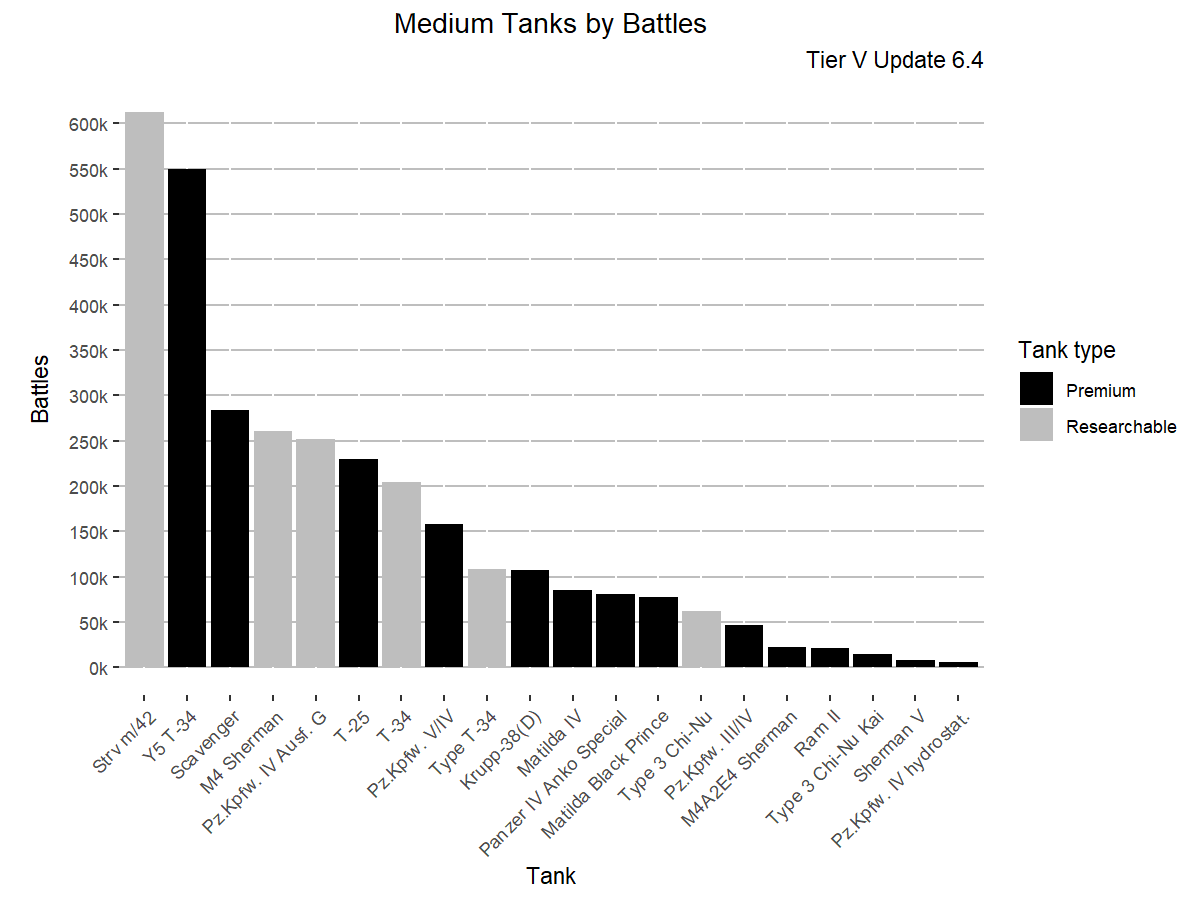 Medium Tanks by Battles
Tier V Update 6.4
600k
550k
500k
450k
400k
350k
300k
250k
200k
150k
100k
50k
0k
Battles
Strv m/42
Y5 T-34
Scavenger
M4 Sherman
Pz.Kpfw. IV Ausf. G
T-25
T-34
Pz.Kpfw. V/IV
Type T-34
Krupp-38(D)
Matilda IV
Panzer IV Anko Special
Matilda Black Prince
Type 3 Chi-Nu
Pz.Kpfw. III/IV
M4A2E4 Sherman
Ram II
Type 3 Chi-Nu Kai
Sherman V
Pz.Kpfw. IV hydrostat.
Tank
Tank type
Premium
Researchable